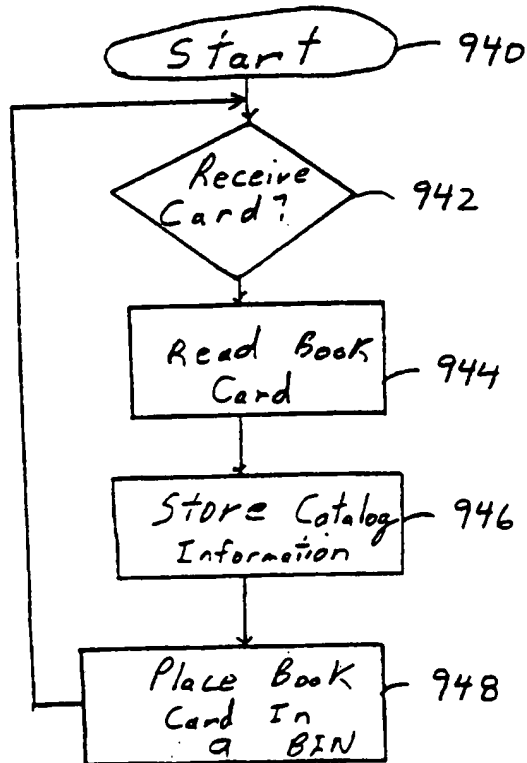 Start 940
Receive
Card? 942
Read Book
Card 944
Store Catalog 946
Information
Place Book
Card In 948
a BIN